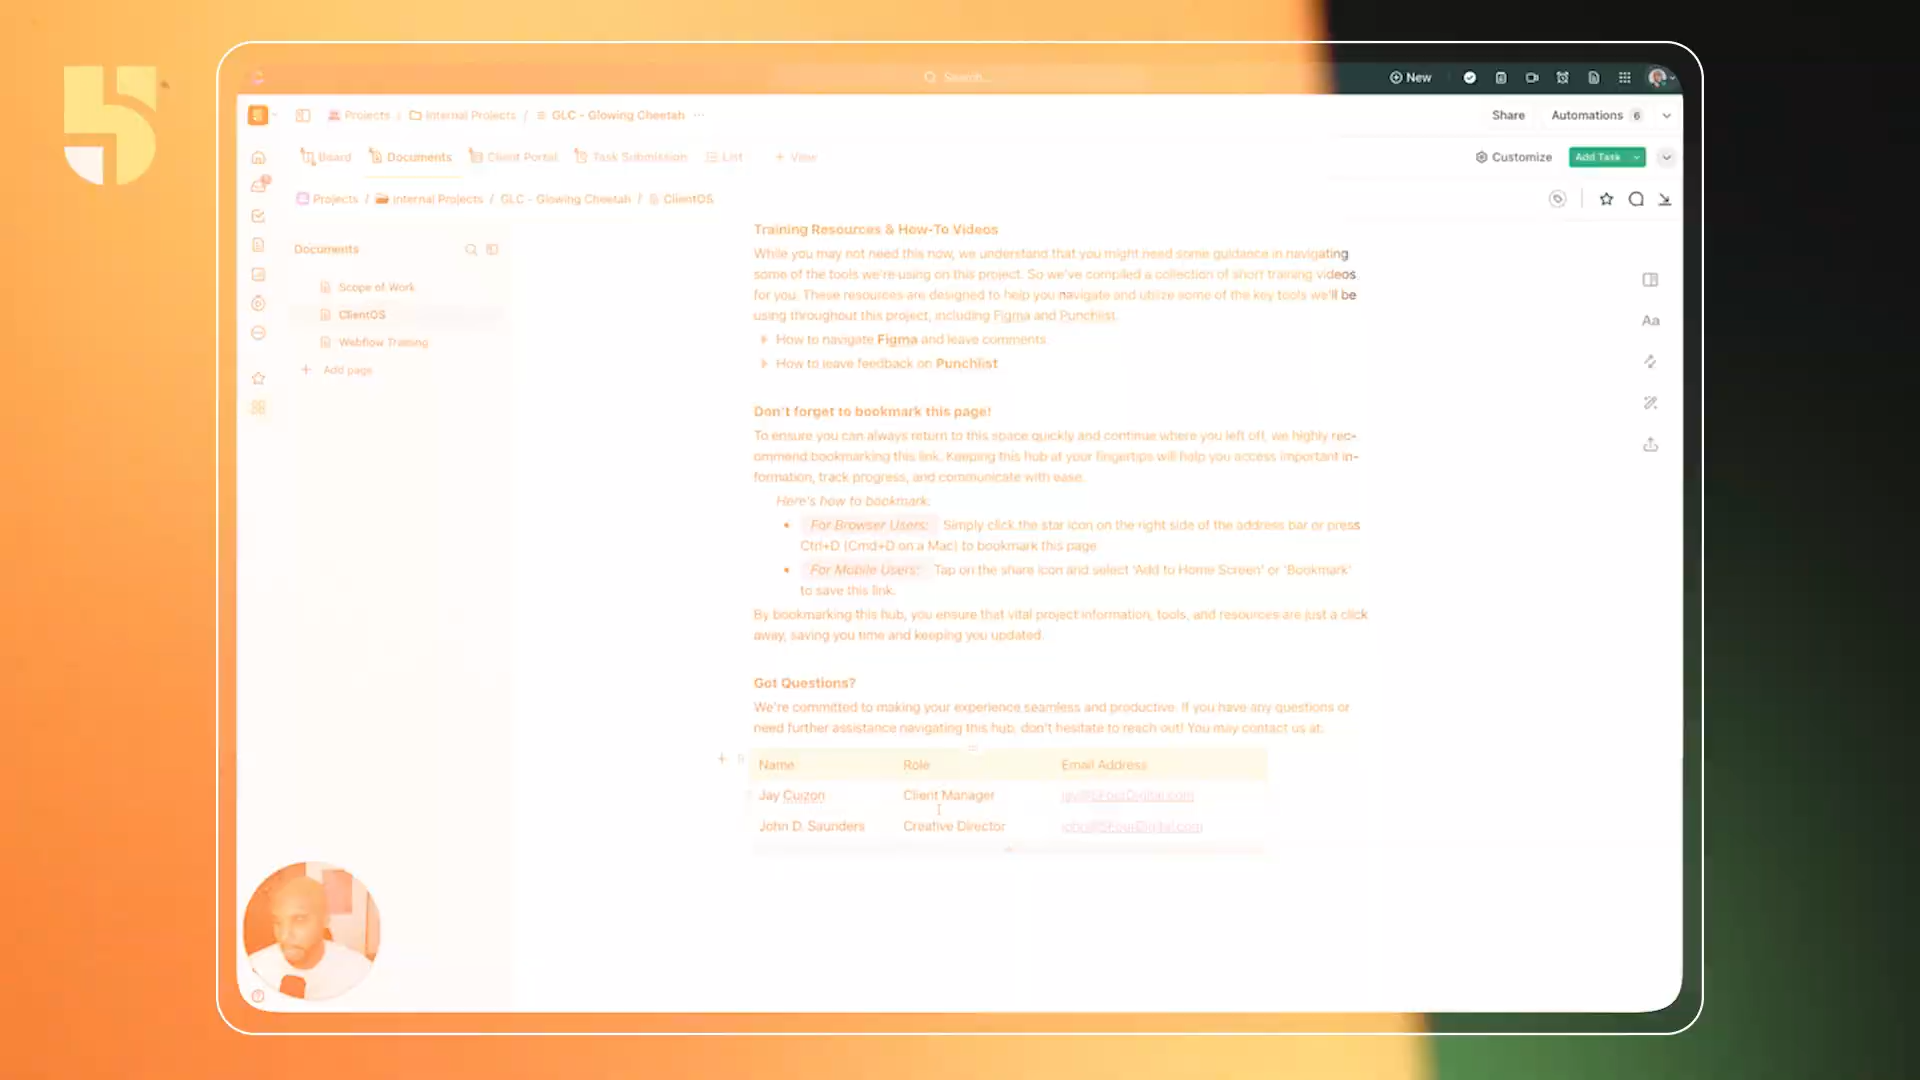 5
Search...
New
Projects / Internal Projects / GLC - Glowing Cheetah ...
Share
Automations 6
Board
Documents
Client Portal
Task Submission
List
+ View
Customize
Add Task
Projects / Internal Projects / GLC - Glowing Cheetah / ClientOS
Documents
Scope of Work
ClientOS
Webflow Training
+ Add page
Training Resources & How-To Videos
While you may not need this now, we understand that you might need some guidance in navigating
some of the tools we're using on this project. So we've compiled a collection of short training videos
for you. These resources are designed to help you navigate and utilize some of the key tools we'll be
using throughout this project, including Figma and Punchlist.
How to navigate Figma and leave comments
How to leave feedback on Punchlist
Don't forget to bookmark this page!
To ensure you can always return to this space quickly and continue where you left off, we highly rec-
ommend bookmarking this link. Keeping this hub at your fingertips will help you access important in-
formation, track progress, and communicate with ease.
Here's how to bookmark:
• For Browser Users: Simply click the star icon on the right side of the address bar or press
Ctrl+D (Cmd+D on a Mac) to bookmark this page
• For Mobile Users: Tap on the share icon and select 'Add to Home Screen' or 'Bookmark'
to save this link.
By bookmarking this hub, you ensure that vital project information, tools, and resources are just a click
away, saving you time and keeping you updated.
Got Questions?
We're committed to making your experience seamless and productive. If you have any questions or
need further assistance navigating this hub, don't hesitate to reach out! You may contact us at:
Name Role Email Address
Jay Cuizon Client Manager jay@5FourDigital.com
John D. Saunders Creative Director john@5FourDigital.com
Aa